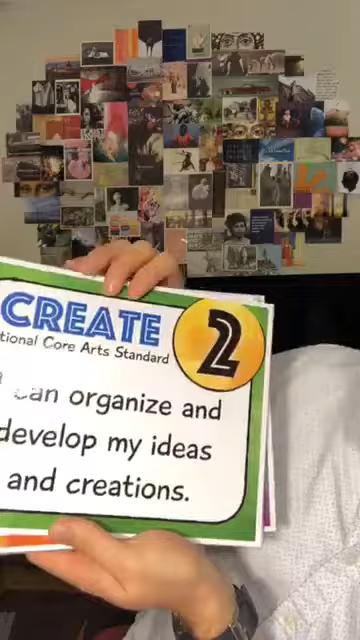 CREATE
2
tional Core Arts Standard
can organize and
develop my ideas
and creations.